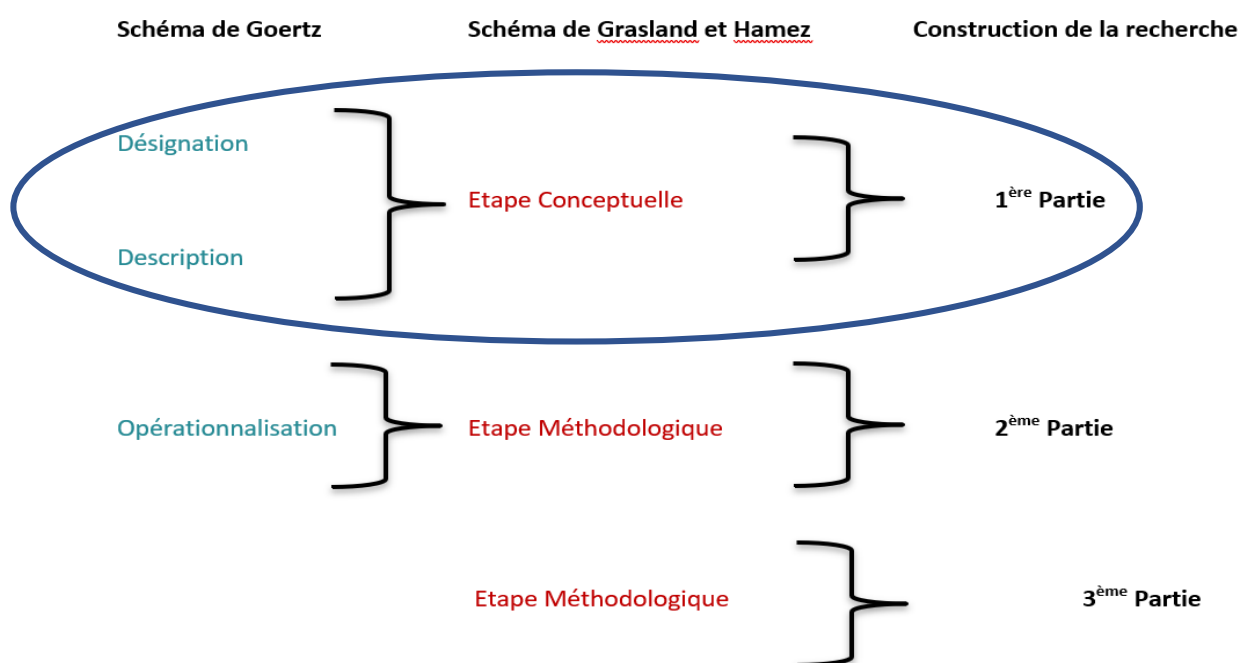 Schéma de Goertz Schéma de Grasland et Hamez Construction de la recherche
Désignation
Etape Conceptuelle 1ère Partie
Description
Opérationnalisation Etape Méthodologique 2ème Partie
Etape Méthodologique 3ème Partie